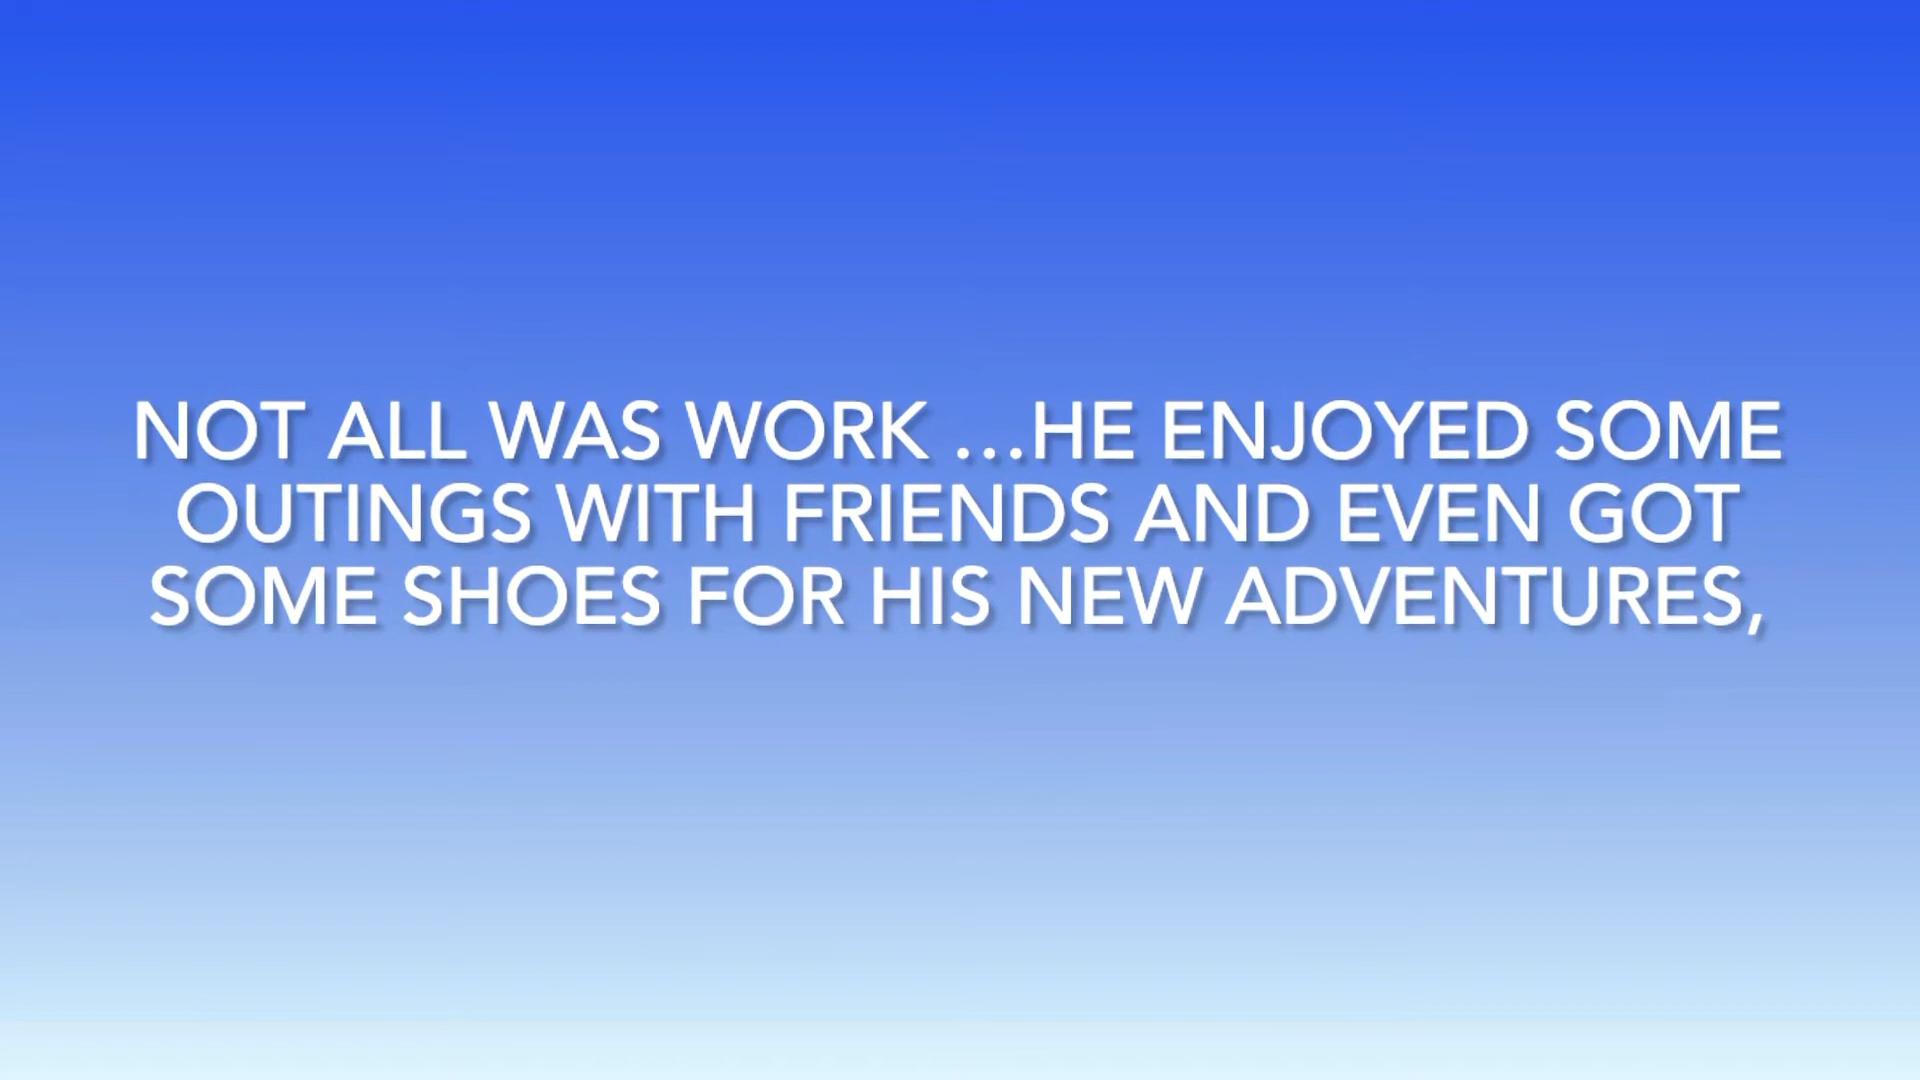 NOT ALL WAS WORK …HE ENJOYED SOME
OUTINGS WITH FRIENDS AND EVEN GOT
SOME SHOES FOR HIS NEW ADVENTURES,